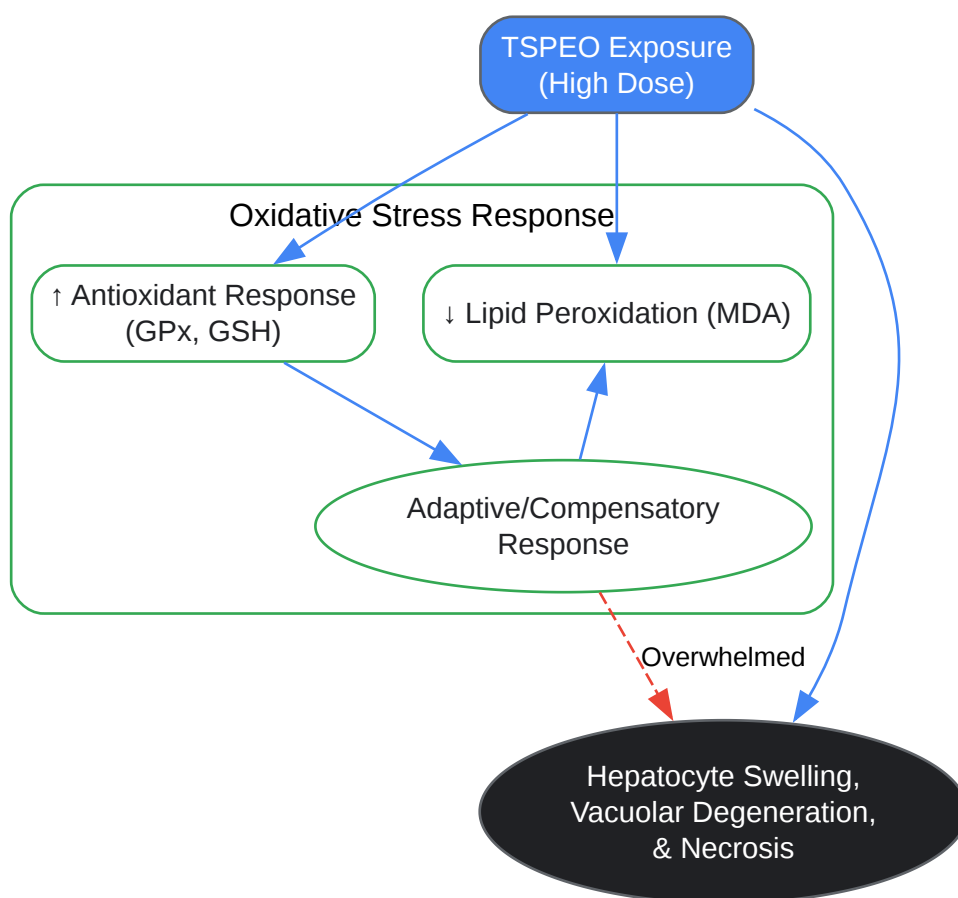 TSPEO Exposure
(High Dose)
Oxidative Stress Response
↑ Antioxidant Response
(GPx, GSH)
↓ Lipid Peroxidation (MDA)
Adaptive/Compensatory
Response
Overwhelmed
Hepatocyte Swelling,
Vacuolar Degeneration,
& Necrosis